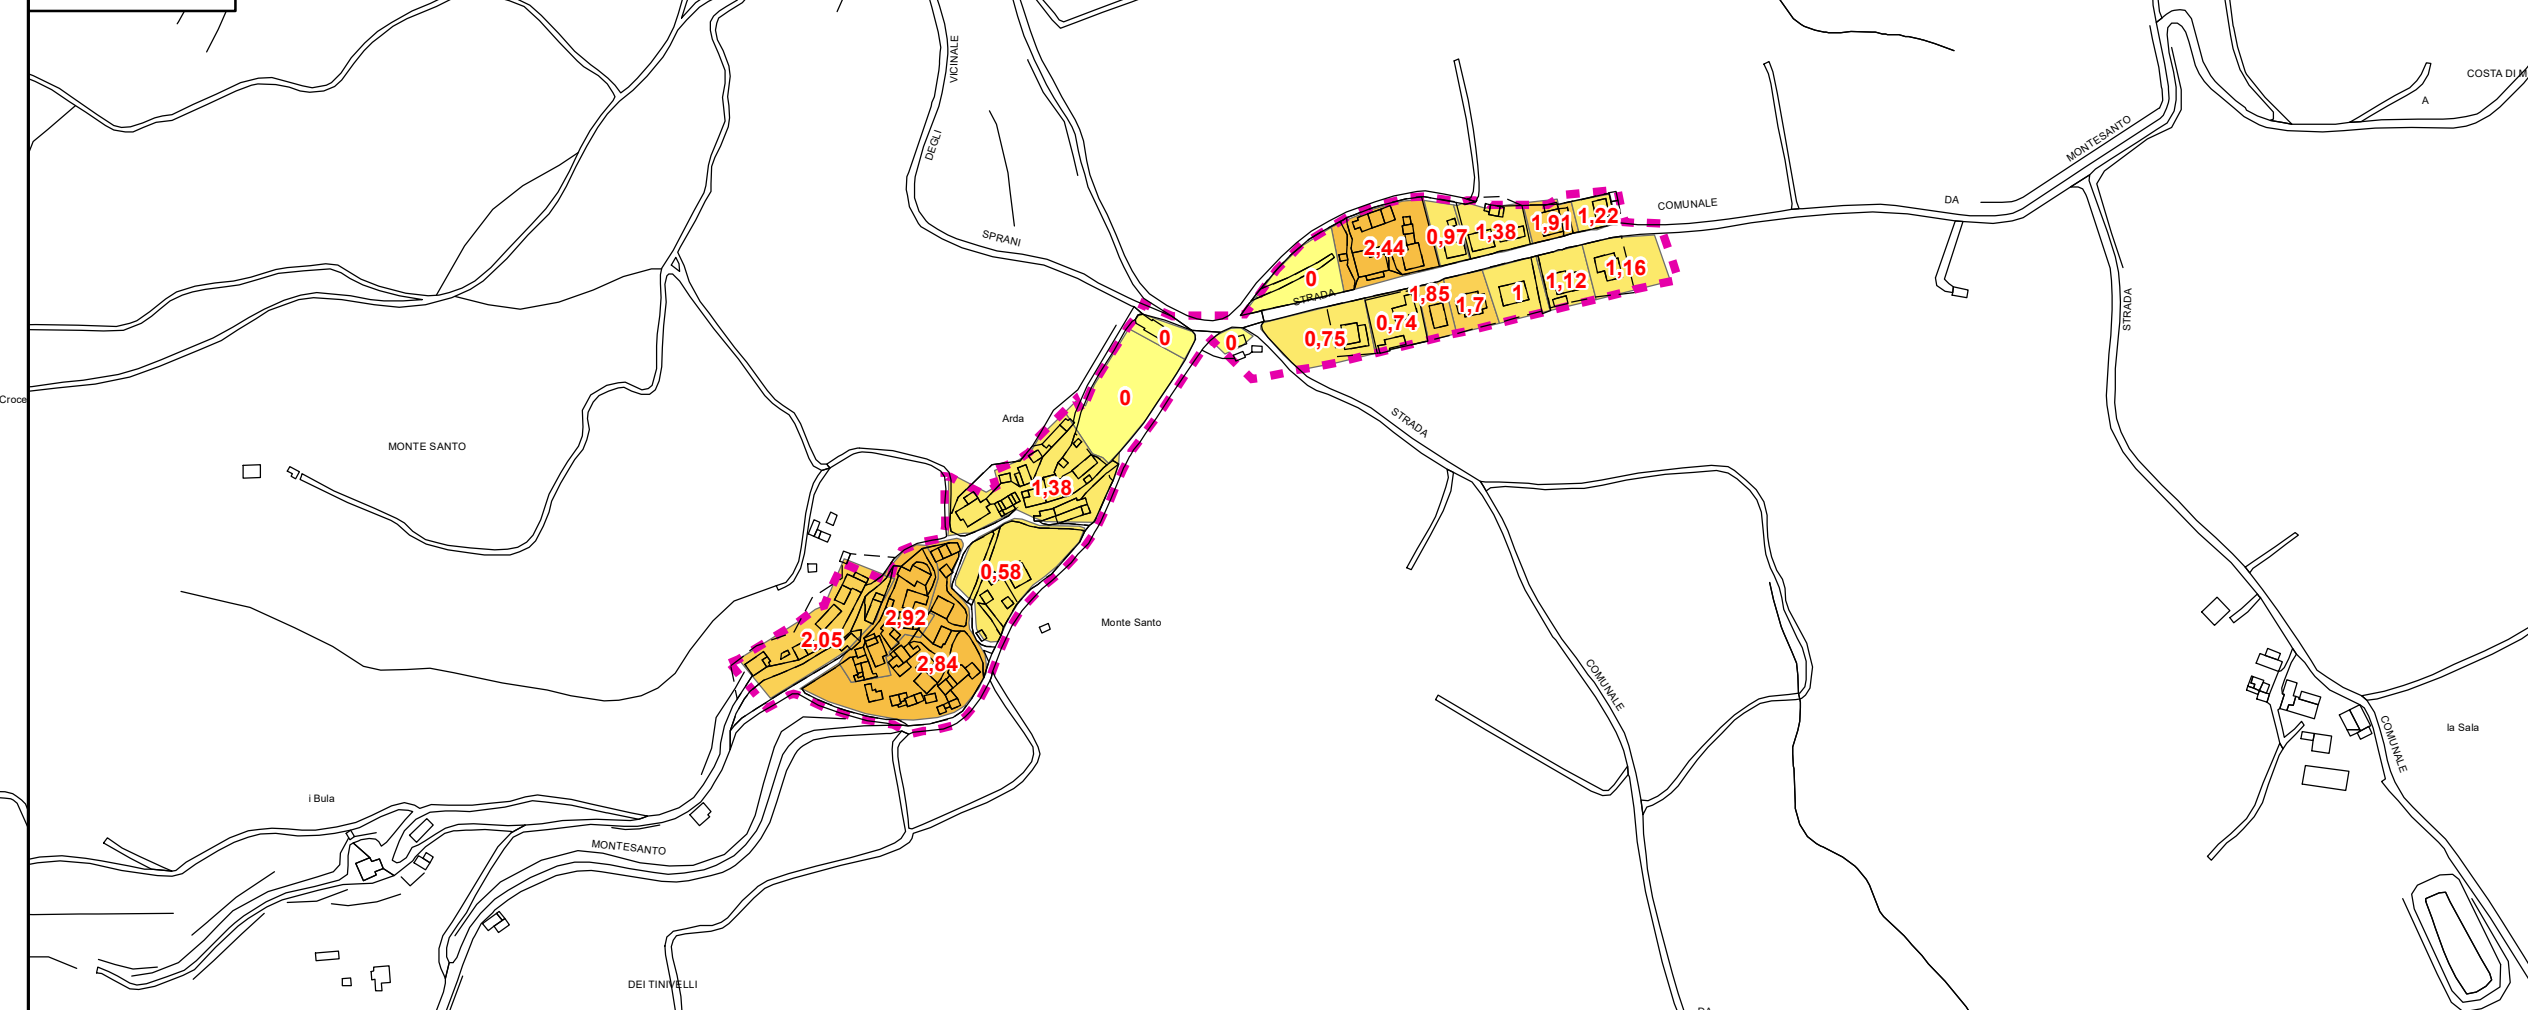 VICINALE
DEGLI
SPRANI
COSTA DI M
A
MONTESANTO
DA
COMUNALE
STRADA
1,22
1,91
1,38
0,97
2,44
0
STRADA
1,16
1,12
1
1,7
1,85
0,74
0,75
0
0
0
STRADA
Croce
MONTE SANTO
Arda
1,38
0,58
2,92
2,05
2,84
Monte Santo
COMUNALE
COMUNALE
la Sala
i Bula
MONTESANTO
DEI TINIVELLI
DA